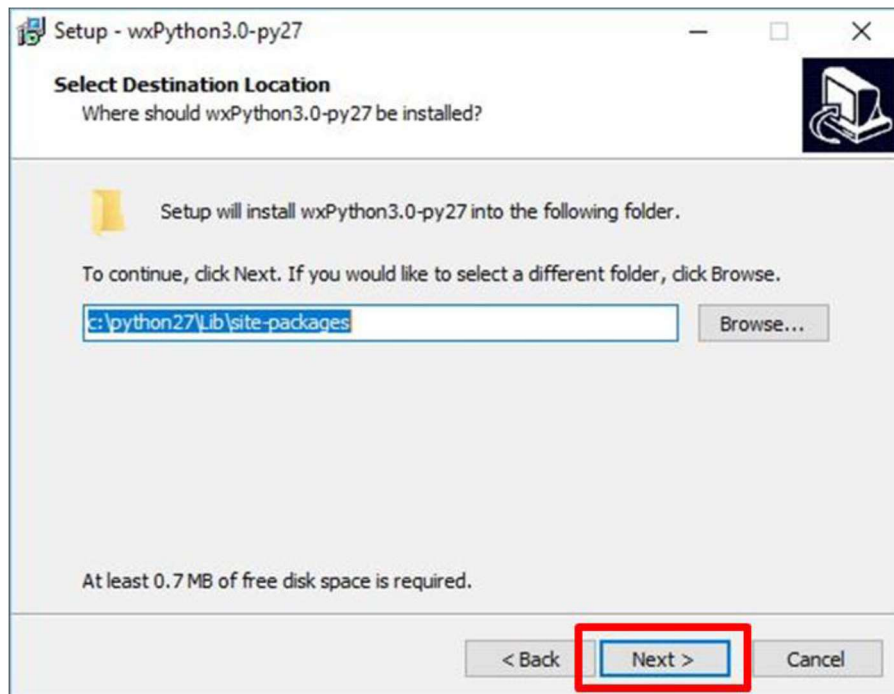 Setup - wxPython3.0-py27
Select Destination Location
Where should wxPython3.0-py27 be installed?
Setup will install wxPython3.0-py27 into the following folder.
To continue, click Next. If you would like to select a different folder, click Browse.
c:\python27\Lib\site-packages
Browse...
At least 0.7 MB of free disk space is required.
< Back
Next >
Cancel